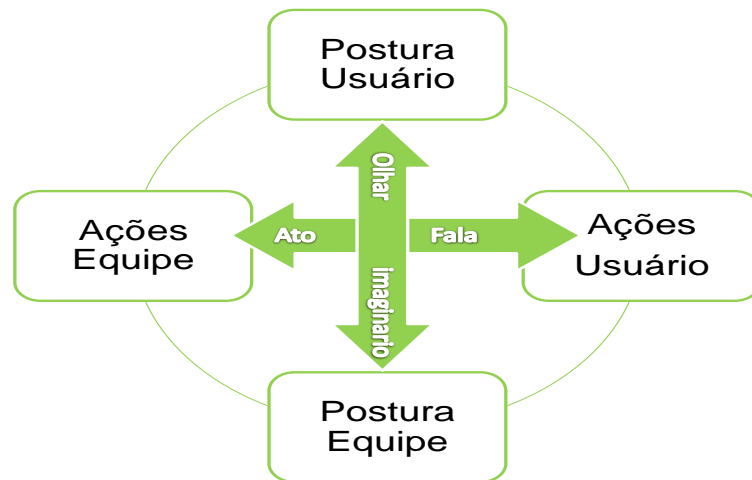 Postura
Usuário
Olhar
Ações
Equipe
Ato
Fala
Ações
Usuário
imaginario
Postura
Equipe